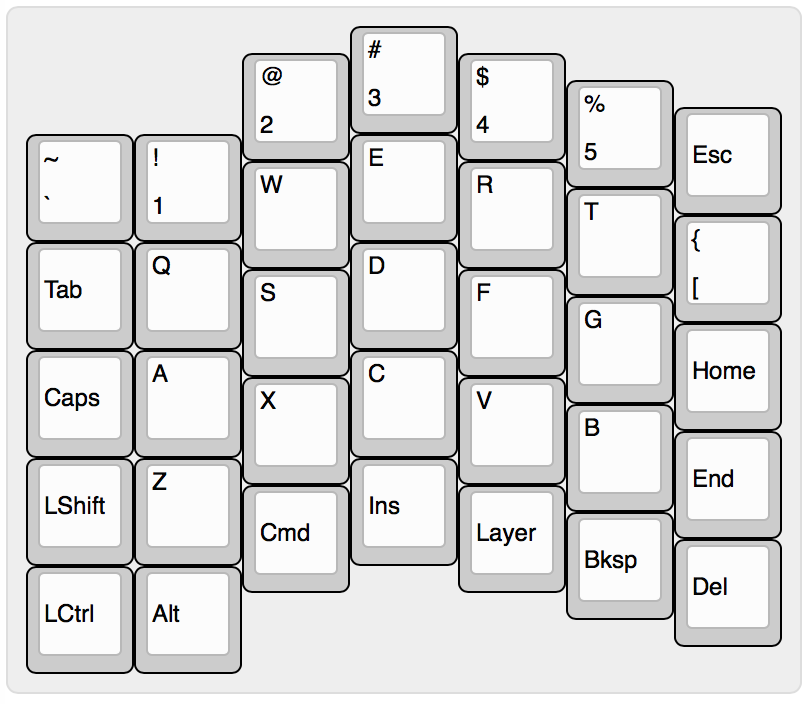 ~
`
!
1
@
2
#
3
$
4
%
5
Esc
Tab
Q
W
E
R
T
{
[
Caps
A
S
D
F
G
Home
LShift
Z
X
C
V
B
End
LCtrl
Alt
Cmd
Ins
Layer
Bksp
Del